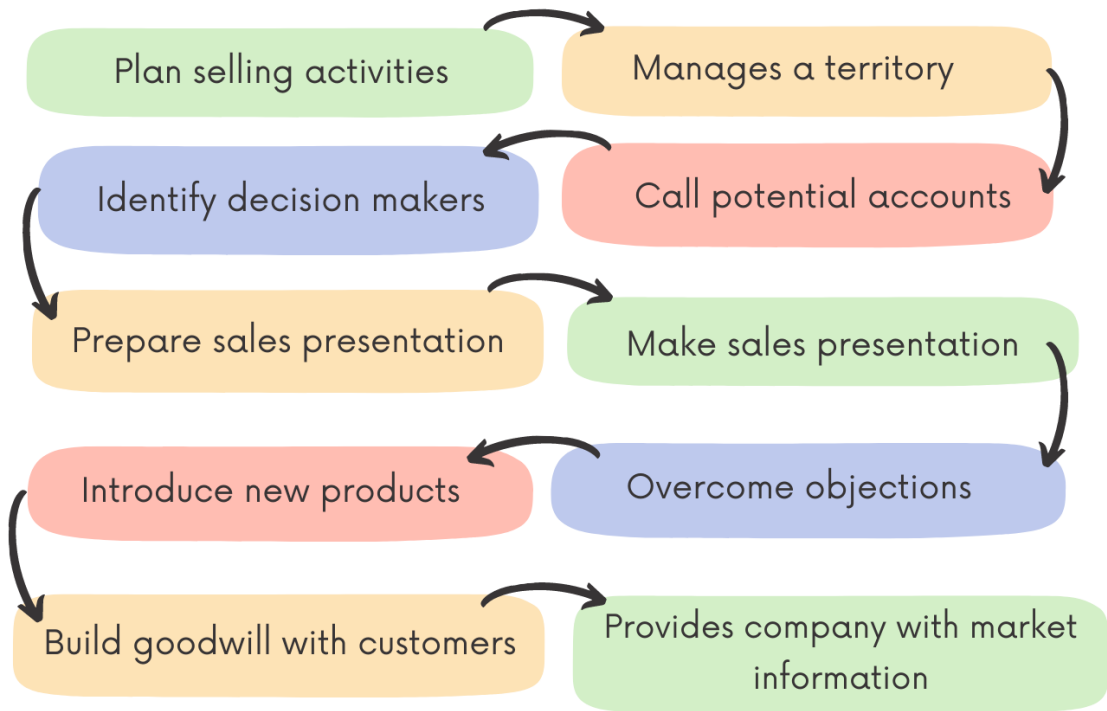 Plan selling activities
Manages a territory
Call potential accounts
Identify decision makers
Prepare sales presentation
Make sales presentation
Overcome objections
Introduce new products
Build goodwill with customers
Provides company with market
information